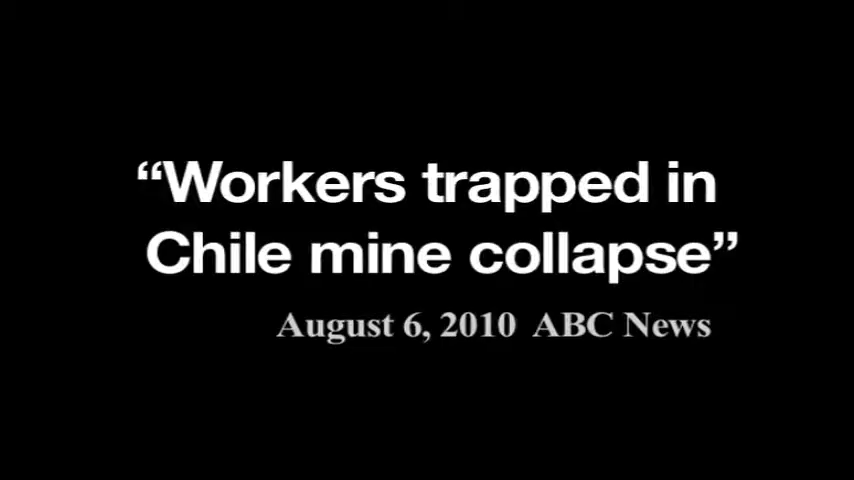 “Workers trapped in
Chile mine collapse”
August 6, 2010 ABC News